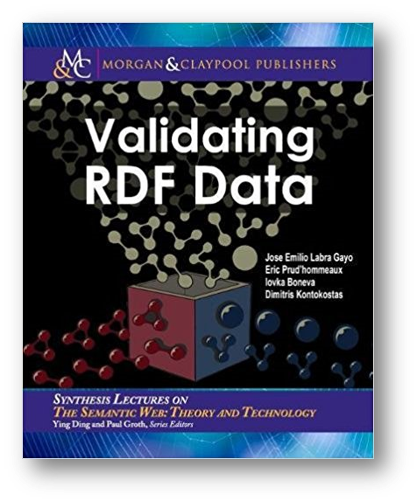 M&C MORGAN & CLAYPOOL PUBLISHERS
Validating
RDF Data
Jose Emilio Labra Gayo
Eric Prud'hommeaux
Iovka Boneva
Dimitris Kontokostas
SYNTHESIS LECTURES ON
THE SEMANTIC WEB: THEORY AND TECHNOLOGY
Ying Ding and Paul Groth, Series Editors